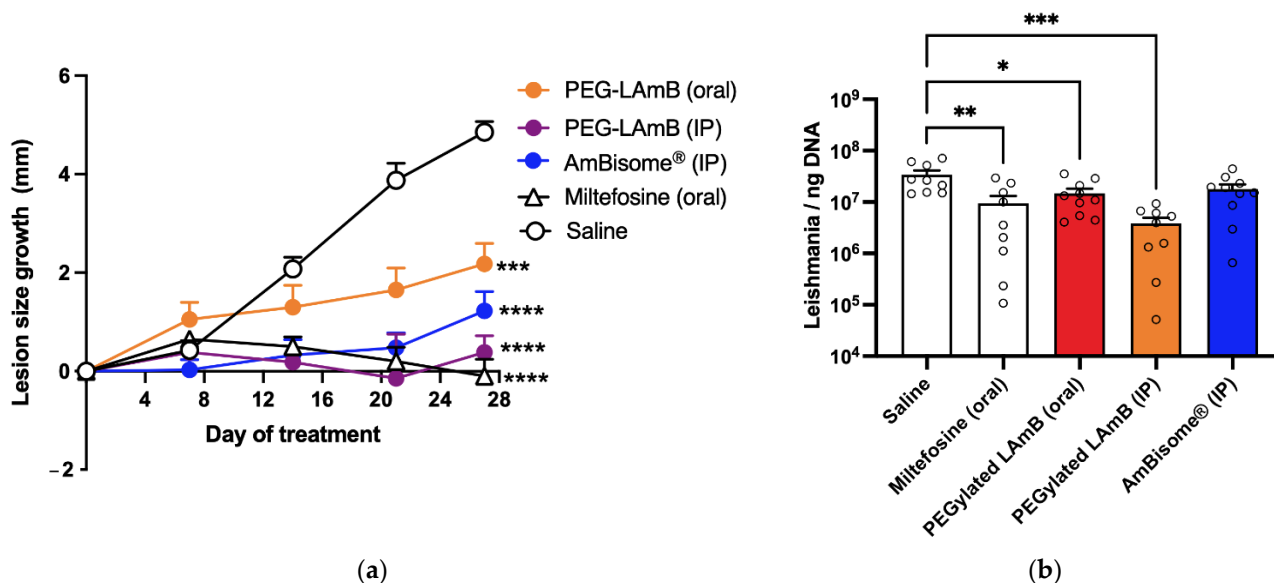 6
4
2
0
−2
Lesion size growth (mm)
4 8 12 16 20 24 28
Day of treatment
PEG-LAmB (oral)
PEG-LAmB (IP)
AmBisome® (IP)
Miltefosine (oral)
Saline
***
****
****
****
(a)
***
*
**
10⁹
10⁸
10⁷
10⁶
10⁵
10⁴
Leishmania / ng DNA
Saline
Miltefosine (oral)
PEGylated LAmB (oral)
PEGylated LAmB (IP)
AmBisome® (IP)
(b)